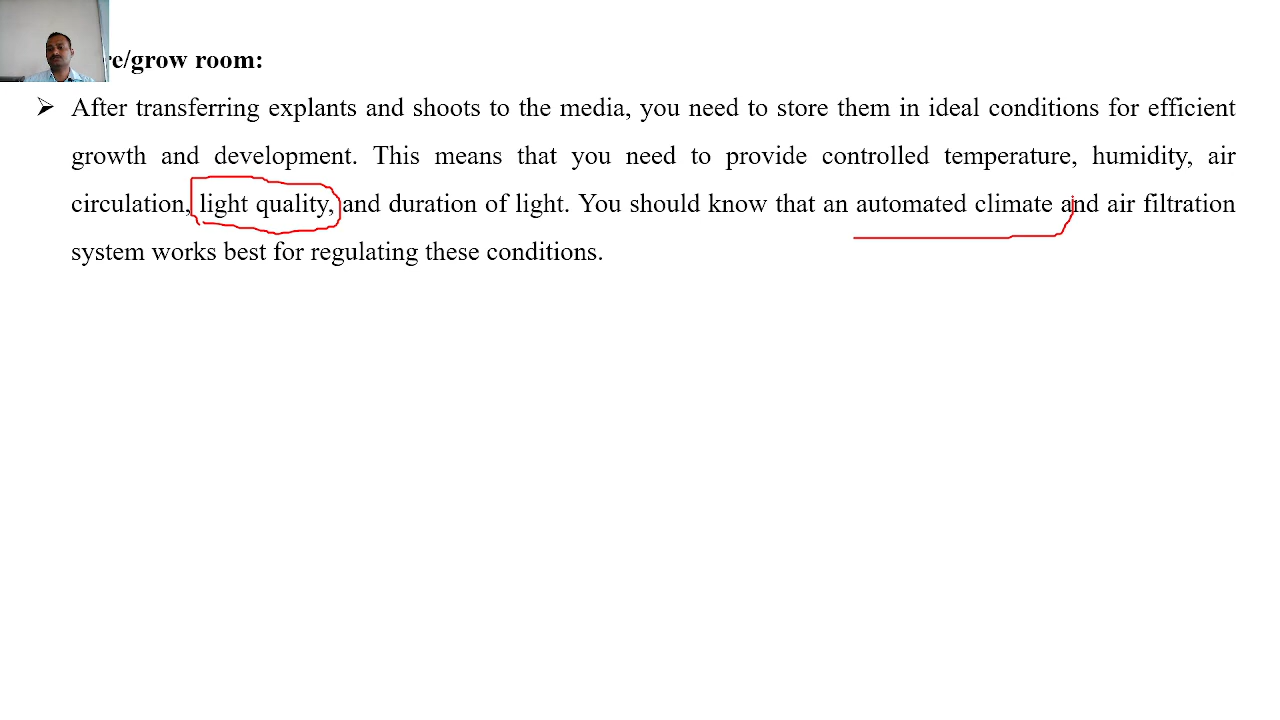 /grow room:
After transferring explants and shoots to the media, you need to store them in ideal conditions for efficient
growth and development. This means that you need to provide controlled temperature, humidity, air
circulation, light quality, and duration of light. You should know that an automated climate and air filtration
system works best for regulating these conditions.